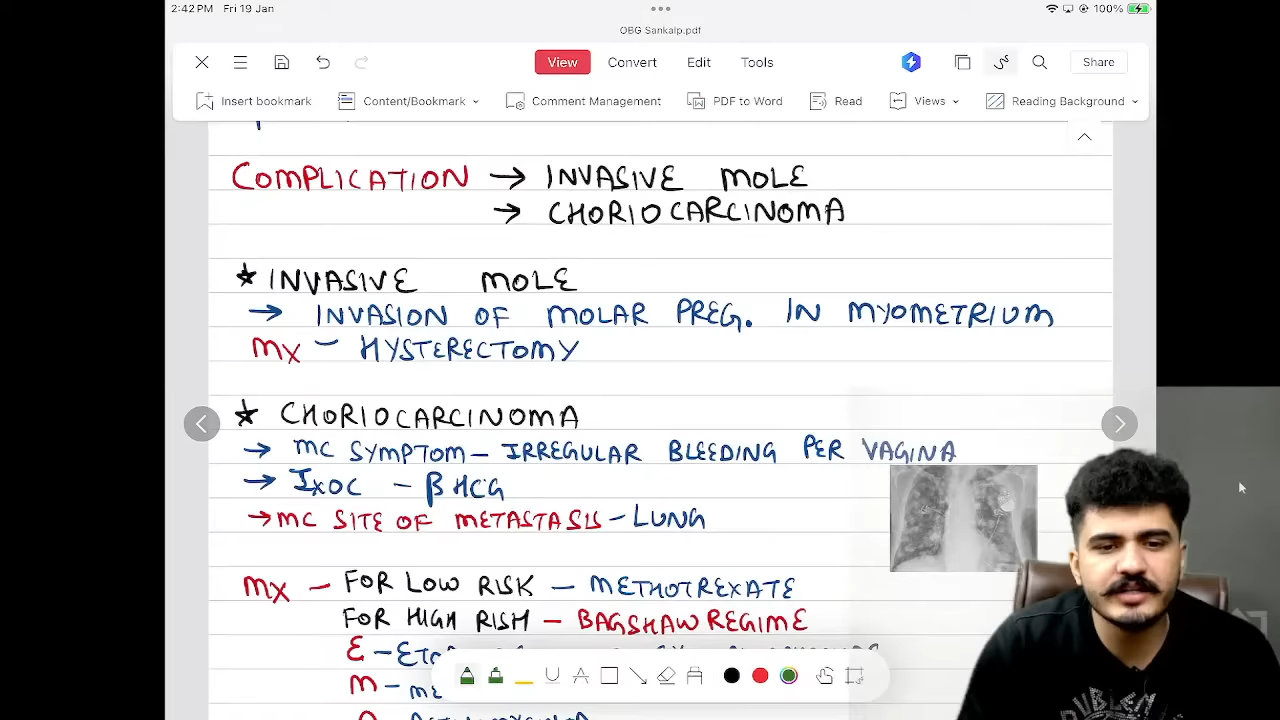 2:42 PM Fri 19 Jan
100%
OBG Sankalp.pdf
View Convert Edit Tools Share
Insert bookmark Content/Bookmark Comment Management PDF to Word Read Views Reading Background
COMPLICATION → INVASIVE MOLE
→ CHORIOCARCINOMA
★ INVASIVE MOLE
→ INVASION OF MOLAR PREG. IN MYOMETRIUM
MX - HYSTERECTOMY
★ CHORIOCARCINOMA
→ MC SYMPTOM - IRREGULAR BLEEDING PER VAGINA
→ IxOC - β HCG
→ MC SITE OF METASTASIS - LUNG
MX - FOR LOW RISK - METHOTREXATE
FOR HIGH RISM - BAGSHAW REGIME
E -
M -